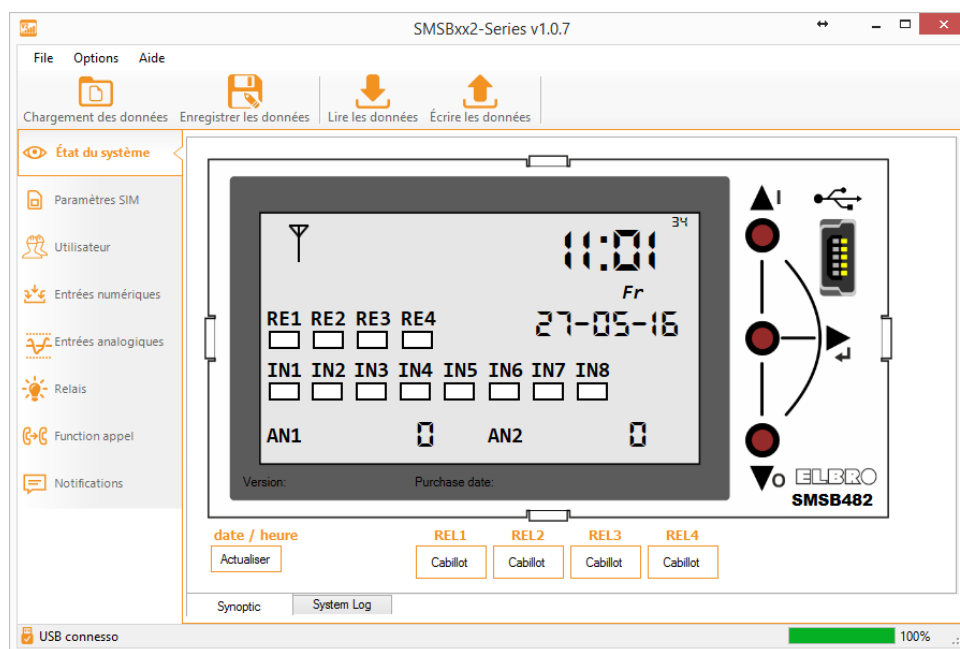 SMSBxx2-Series v1.0.7
File Options Aide
Chargement des données Enregistrer les données Lire les données Écrire les données
État du système
Paramètres SIM
Utilisateur
Entrées numériques
Entrées analogiques
Relais
Function appel
Notifications
34
11:01
Fr
27-05-16
RE1 RE2 RE3 RE4
IN1 IN2 IN3 IN4 IN5 IN6 IN7 IN8
AN1 0 AN2 0
Version: Purchase date:
I
O
ELBRO
SMSB482
date / heure REL1 REL2 REL3 REL4
Actualiser Cabillot Cabillot Cabillot Cabillot
Synoptic System Log
USB connesso 100%